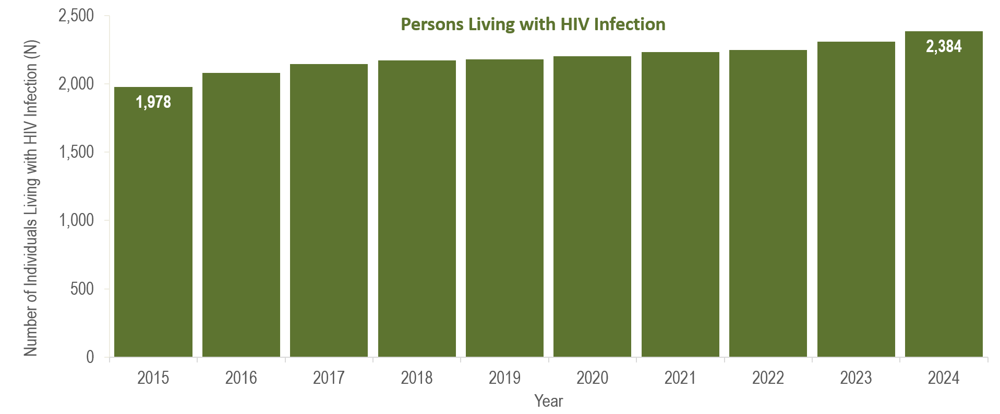 Persons Living with HIV Infection
Number of Individuals Living with HIV Infection (N)
2,500
2,000
1,500
1,000
500
0
1,978
2,384
2015 2016 2017 2018 2019 2020 2021 2022 2023 2024
Year